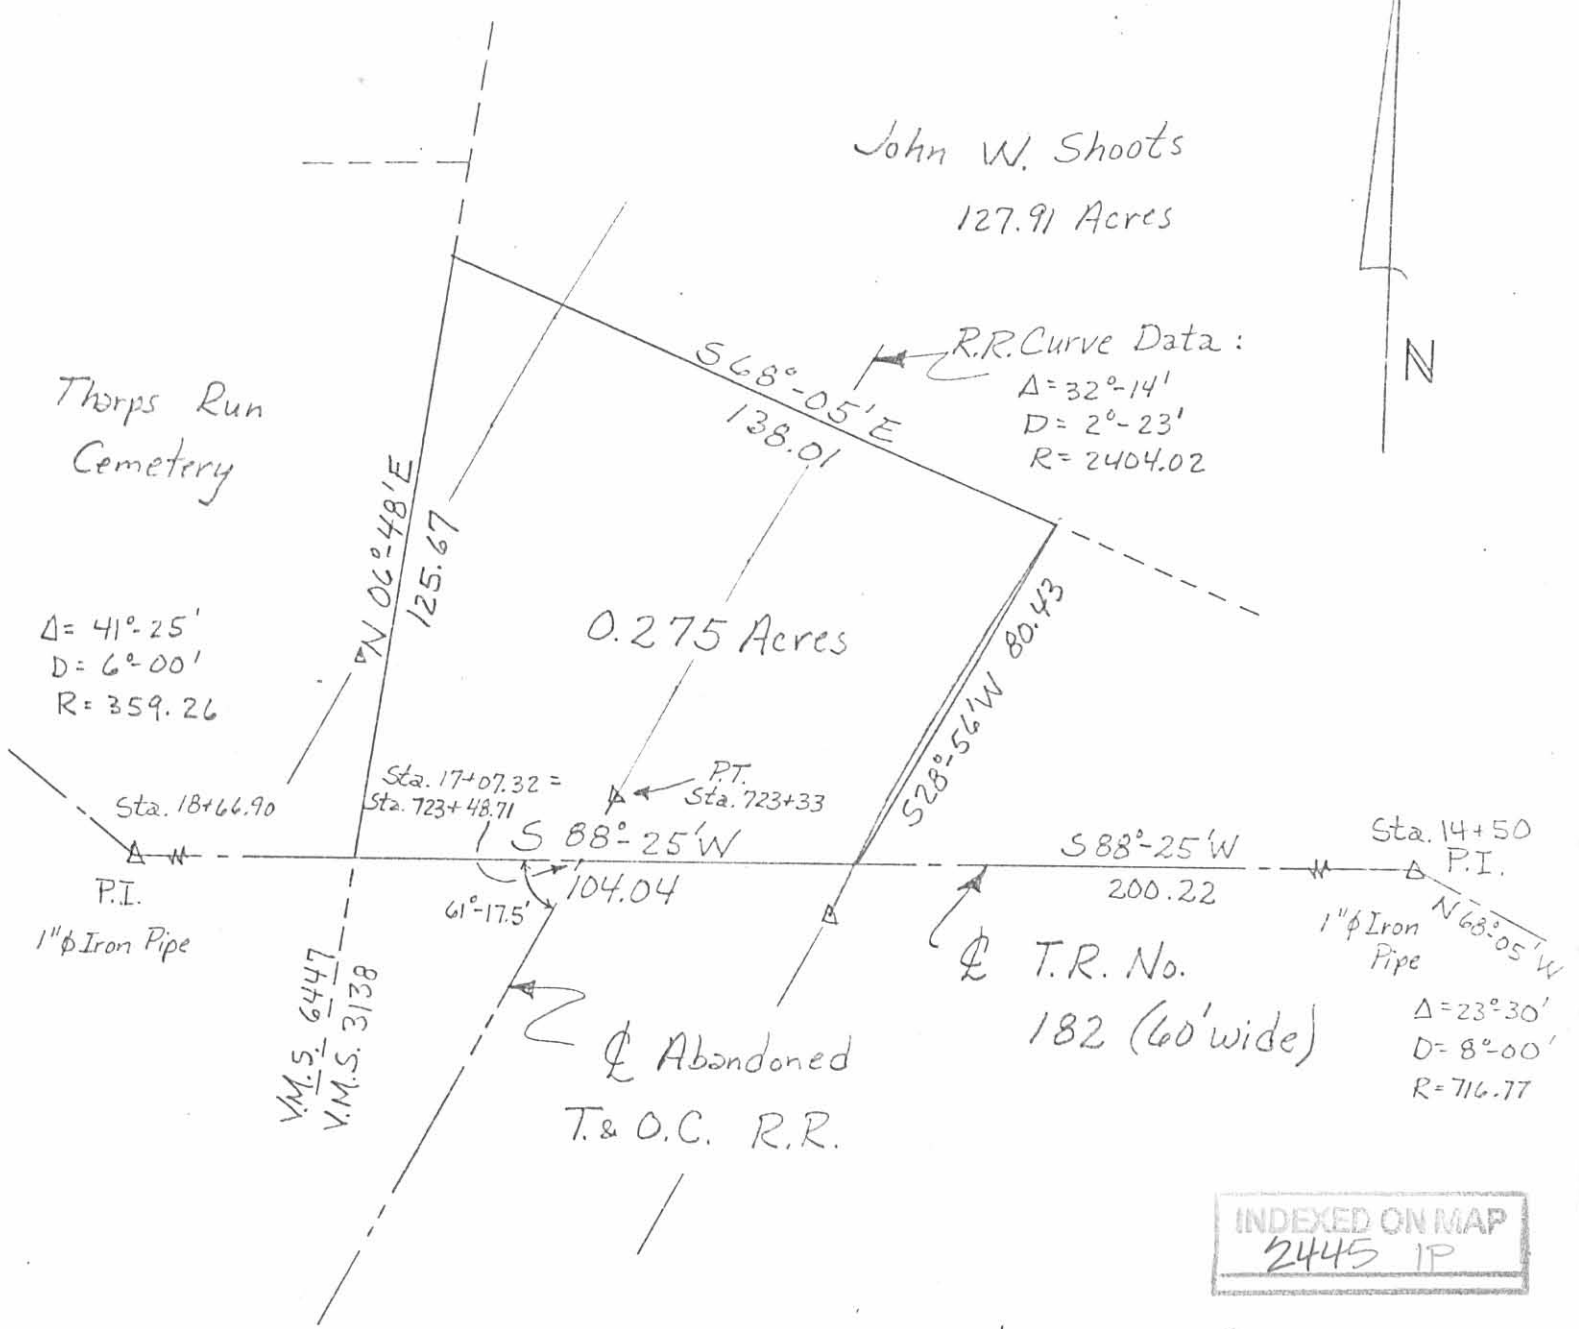 John W. Shoots
127.91 Acres
R.R. Curve Data :
Δ= 32°-14'
D= 2°-23'
R= 2404.02
N
S 68°-05' E
138.01
Thorps Run
Cemetery
N 06°-48' E
125.67
Δ= 41°-25'
D= 6°-00'
R= 359.26
0.275 Acres
S 28°-56' W 80.43
Sta. 18+66.90
Sta. 17+07.32 =
Sta. 723+48.71
P.T.
Sta. 723+33
S 88°-25' W
104.04
61°-17.5'
S 88°-25' W
200.22
Sta. 14+50
P.I.
P.I.
1"ϕ Iron Pipe
1"ϕ Iron
Pipe
N 68°-05' W
Δ=23°-30'
D= 8°-00'
R= 716.77
V.M.S. 6447
V.M.S. 3138
℄ T.R. No.
182 (60' wide)
℄ Abandoned
T. & O.C. R.R.
INDEXED ON MAP
2445 IP